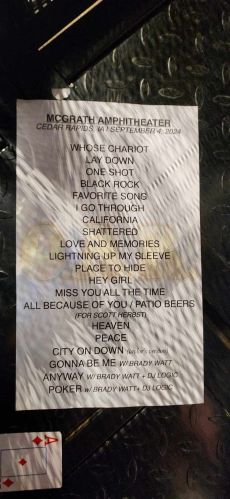 MCGRATH AMPHITHEATER
CEDAR RAPIDS, IA | SEPTEMBER 4, 2024
WHOSE CHARIOT
LAY DOWN
ONE SHOT
BLACK ROCK
FAVORITE SONG
I GO THROUGH
CALIFORNIA
SHATTERED
LOVE AND MEMORIES
LIGHTNING UP MY SLEEVE
PLACE TO HIDE
HEY GIRL
MISS YOU ALL THE TIME
ALL BECAUSE OF YOU / PATIO BEERS
(FOR SCOTT HERBST)
HEAVEN
PEACE
CITY ON DOWN
GONNA BE ME W/ BRADY WATT
ANYWAY W/ BRADY WATT + DJ LOGIC
POKER W/ BRADY WATT+ DJ LOGIC
A